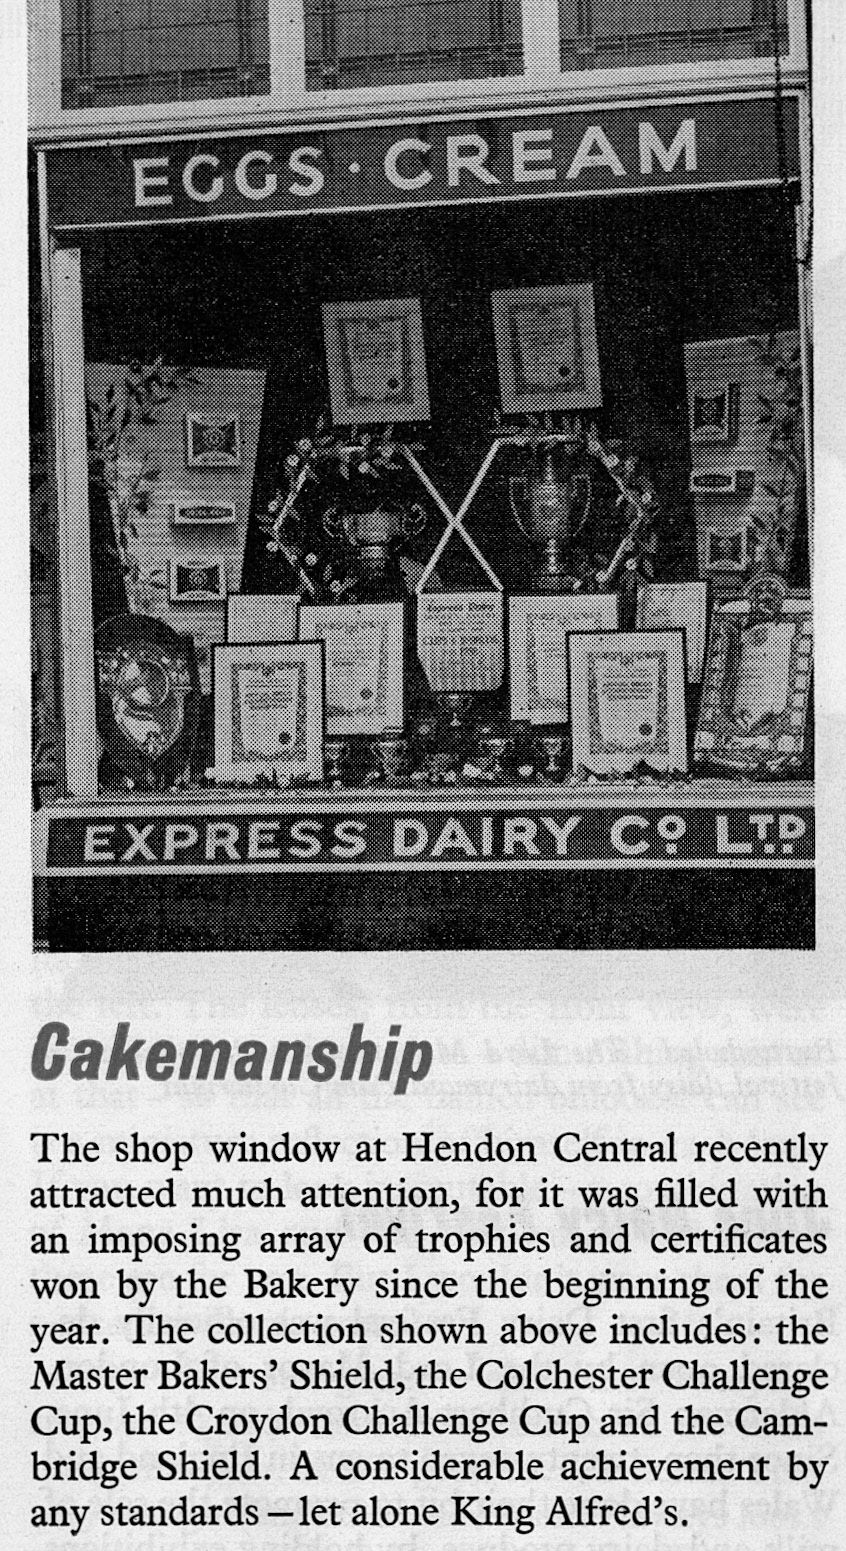 EGGS · CREAM
Express Dairy
EXPRESS DAIRY Cº LTD
Cakemanship
The shop window at Hendon Central recently
attracted much attention, for it was filled with
an imposing array of trophies and certificates
won by the Bakery since the beginning of the
year. The collection shown above includes: the
Master Bakers’ Shield, the Colchester Challenge
Cup, the Croydon Challenge Cup and the Cam-
bridge Shield. A considerable achievement by
any standards – let alone King Alfred’s.